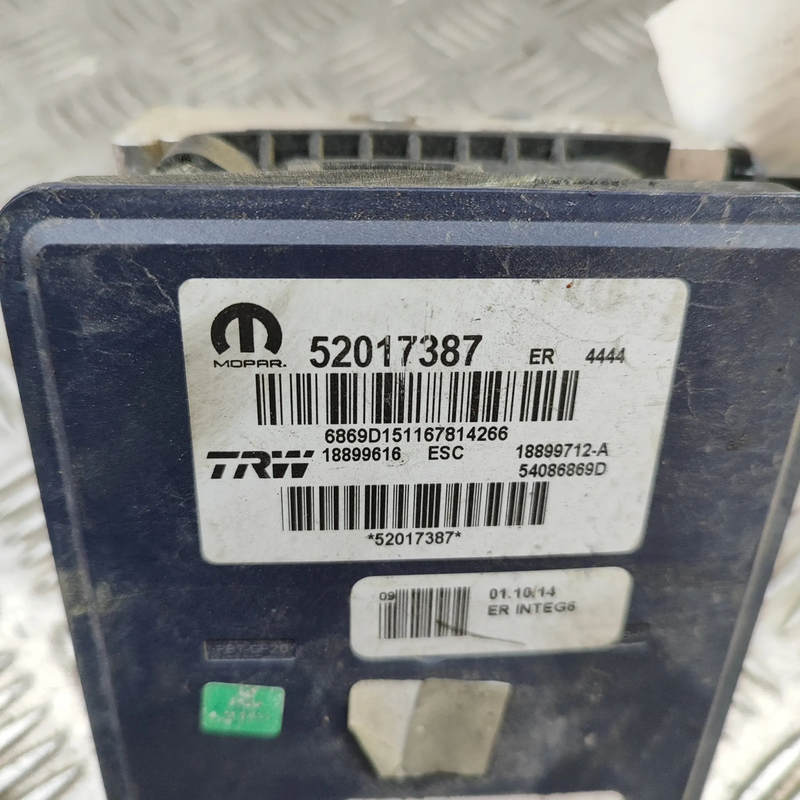 MOPAR.
52017387 ER 4444
6869D151167814266
TRW 18899616 ESC 18899712-A
54086869D
*52017387*
09 01.10/14
ER INTEG6